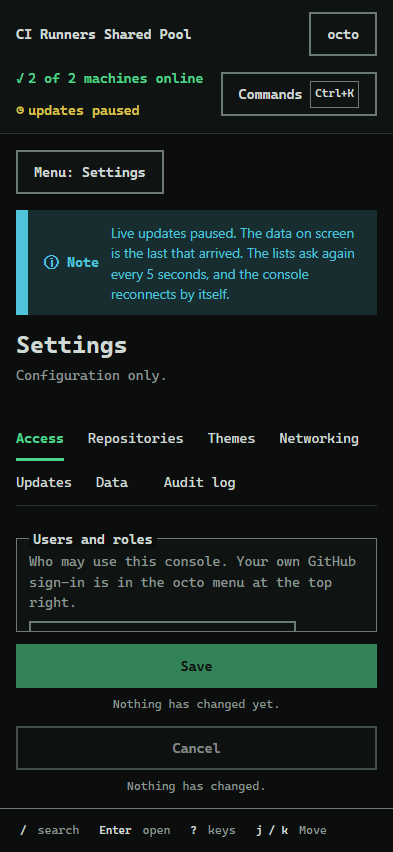 CI Runners Shared Pool
octo
✓ 2 of 2 machines online
updates paused
Commands Ctrl+K
Menu: Settings
Note
Live updates paused. The data on screen
is the last that arrived. The lists ask again
every 5 seconds, and the console
reconnects by itself.
Settings
Configuration only.
Access Repositories Themes Networking
Updates Data Audit log
Users and roles
Who may use this console. Your own GitHub
sign-in is in the octo menu at the top
right.
Save
Nothing has changed yet.
Cancel
Nothing has changed.
/ search Enter open ? keys j / k Move